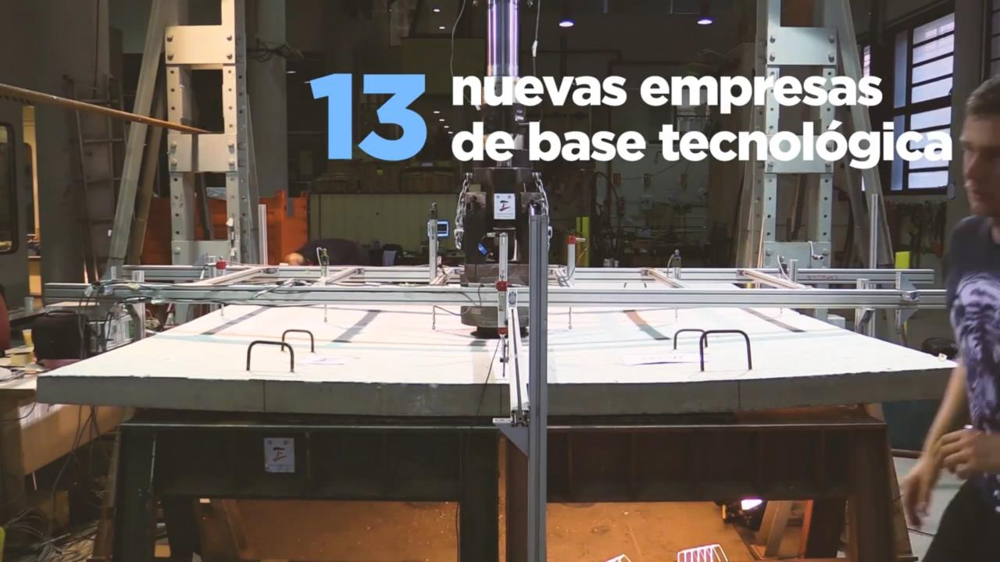 13 nuevas empresas
de base tecnológica